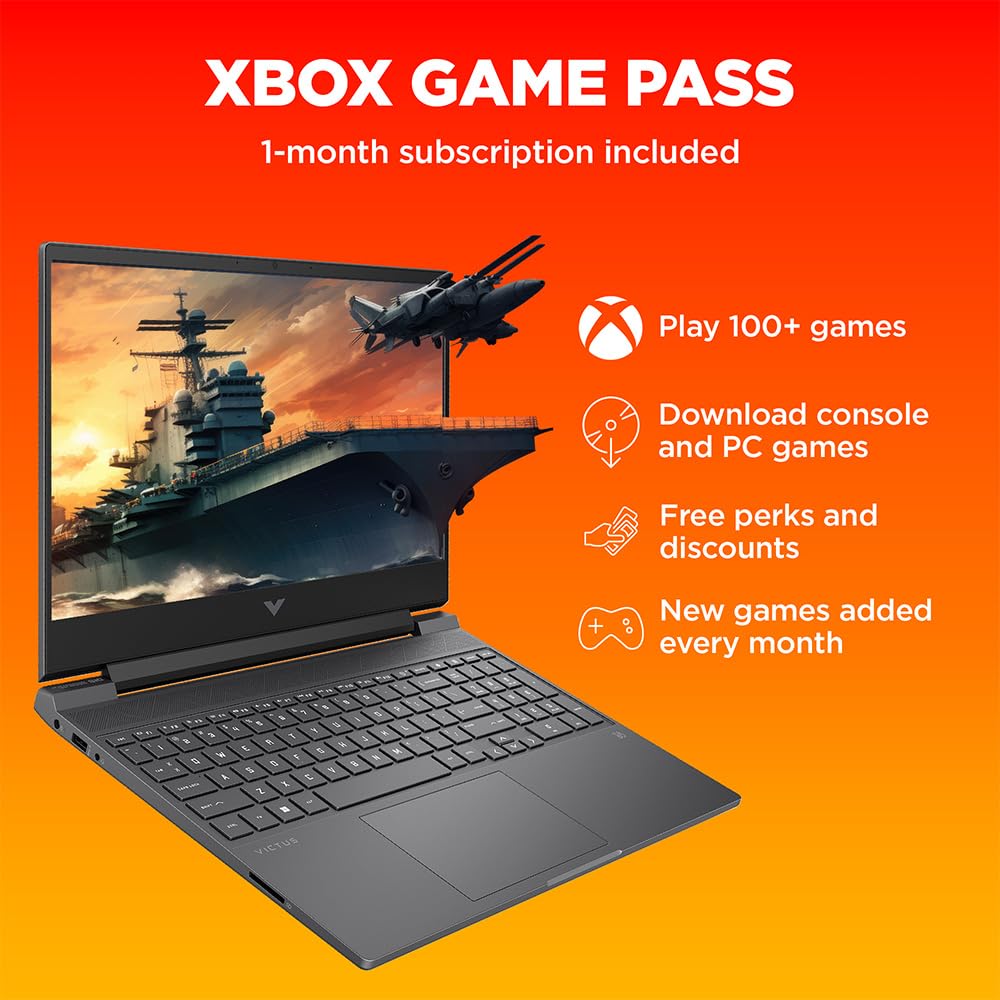 XBOX GAME PASS
1-month subscription included
Play 100+ games
Download console
and PC games
Free perks and
discounts
New games added
every month
VICTUS